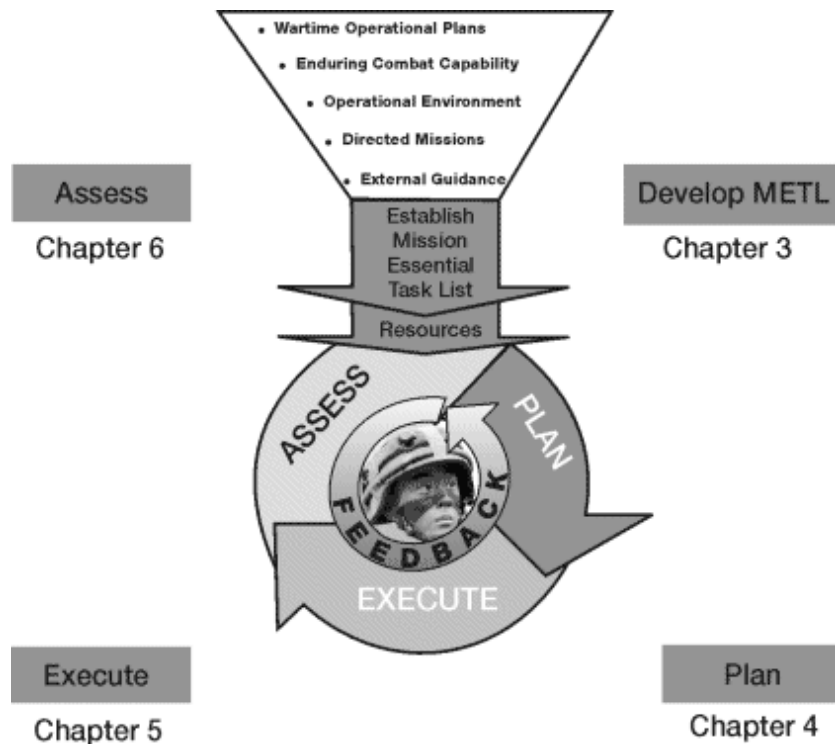 • Wartime Operational Plans
• Enduring Combat Capability
• Operational Environment
• Directed Missions
• External Guidance
Assess
Chapter 6
Develop METL
Chapter 3
Establish
Mission
Essential
Task List
Resources
ASSESS
PLAN
FEEDBACK
EXECUTE
Execute
Chapter 5
Plan
Chapter 4